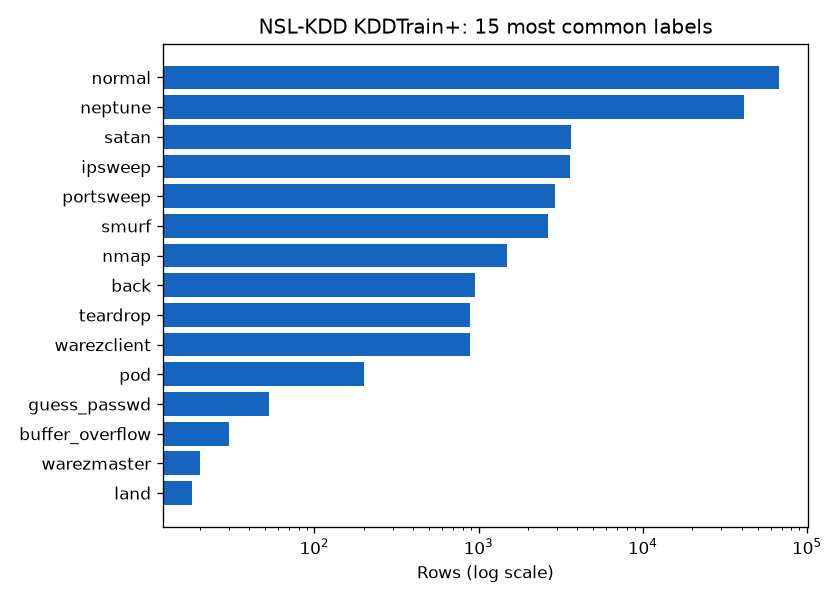 NSL-KDD KDDTrain+: 15 most common labels
normal
neptune
satan
ipsweep
portsweep
smurf
nmap
back
teardrop
warezclient
pod
guess_passwd
buffer_overflow
warezmaster
land
10² 10³ 10⁴ 10⁵
Rows (log scale)